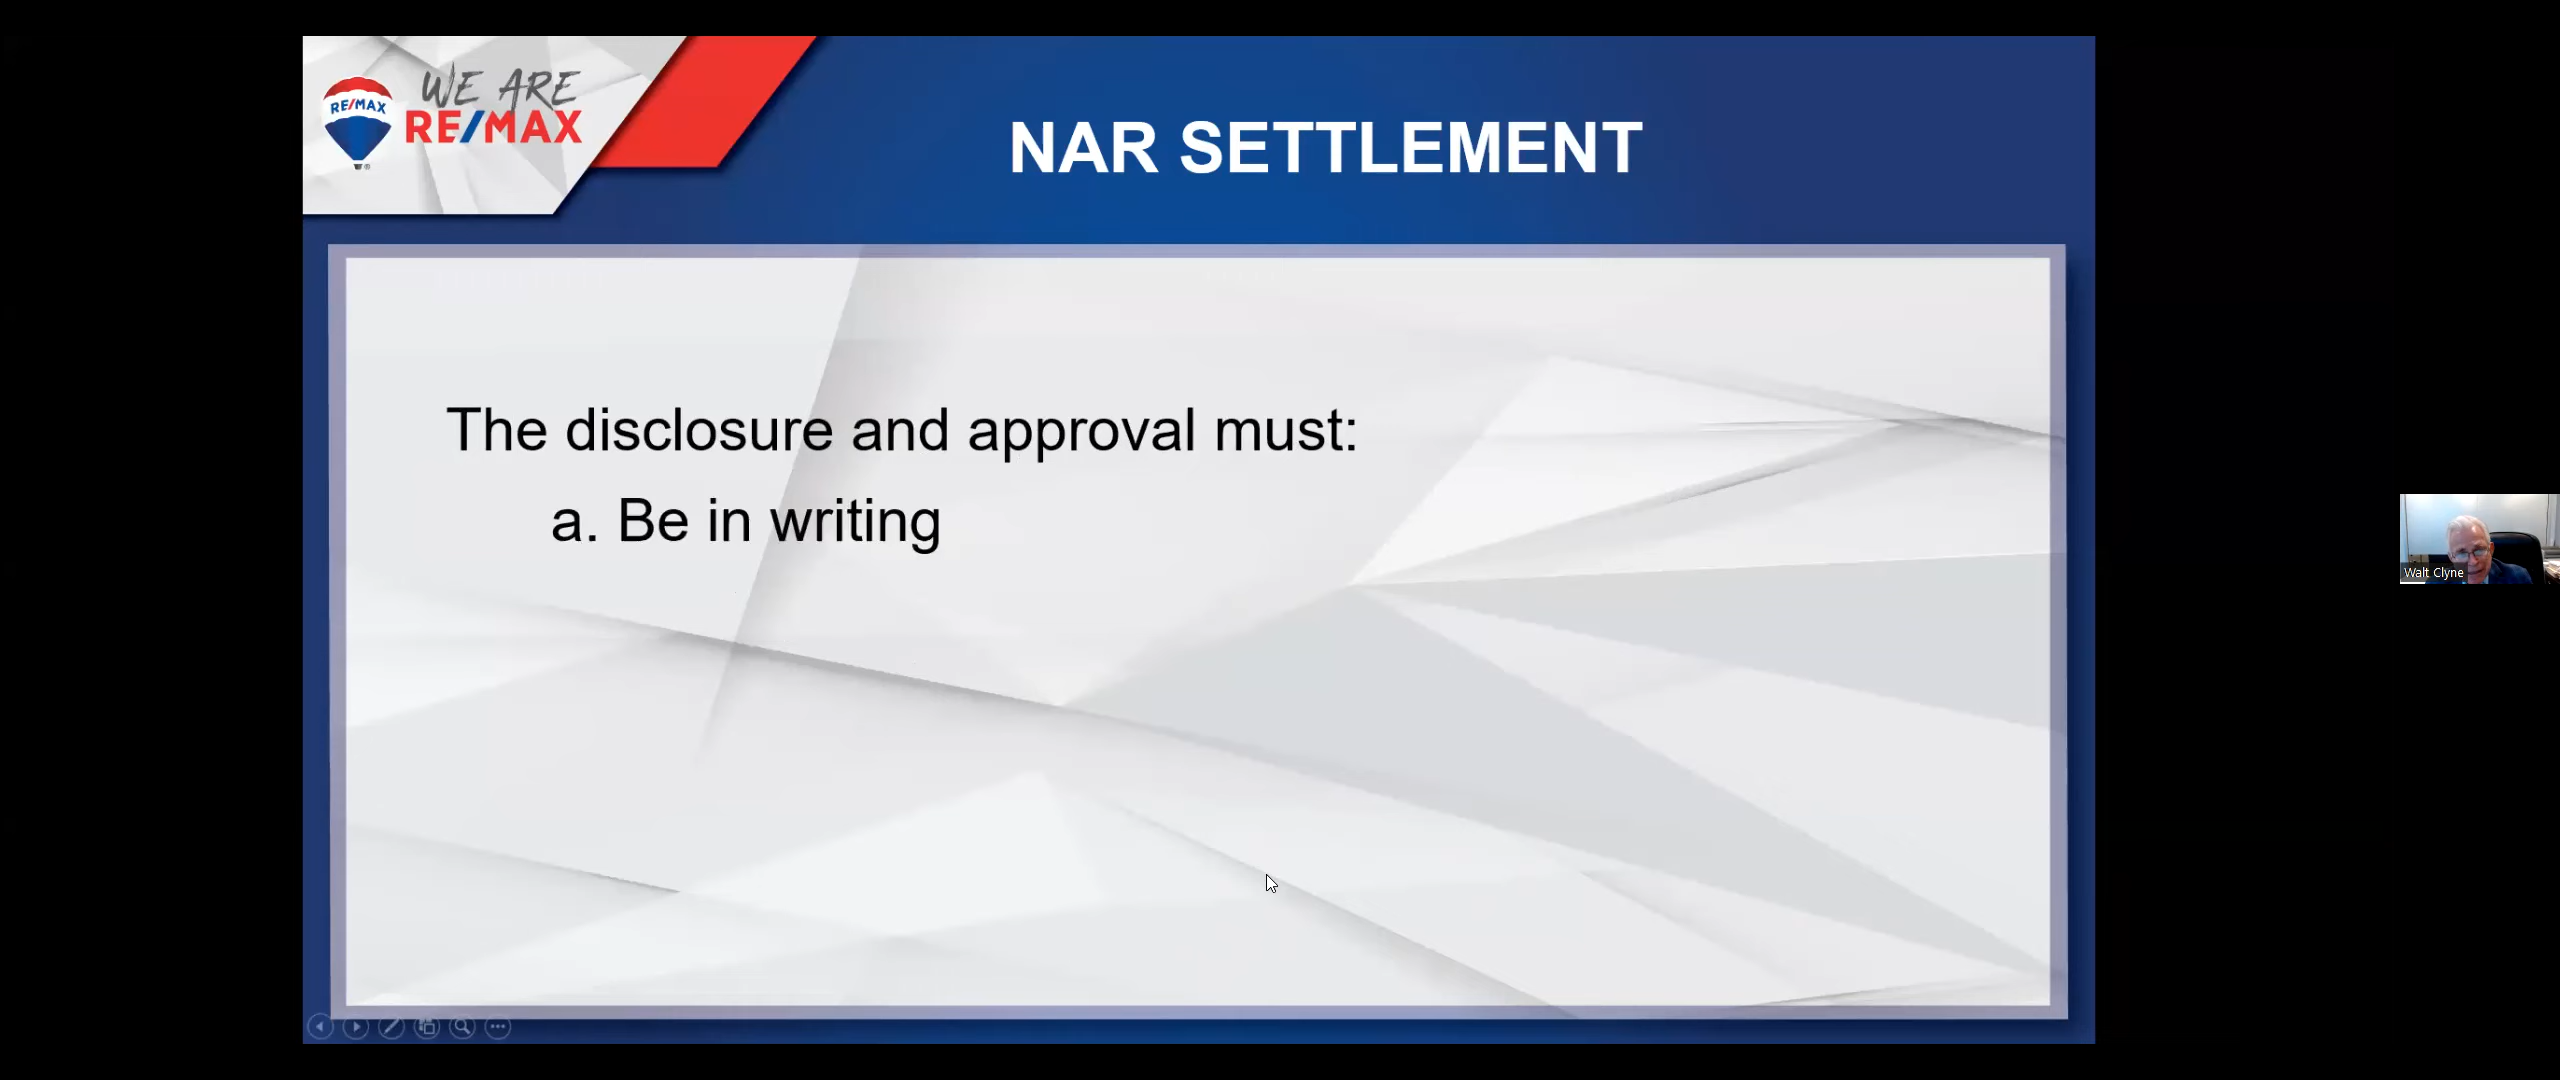 WE ARE
RE/MAX
RE/MAX
NAR SETTLEMENT
The disclosure and approval must:
a. Be in writing
Walt Clyne